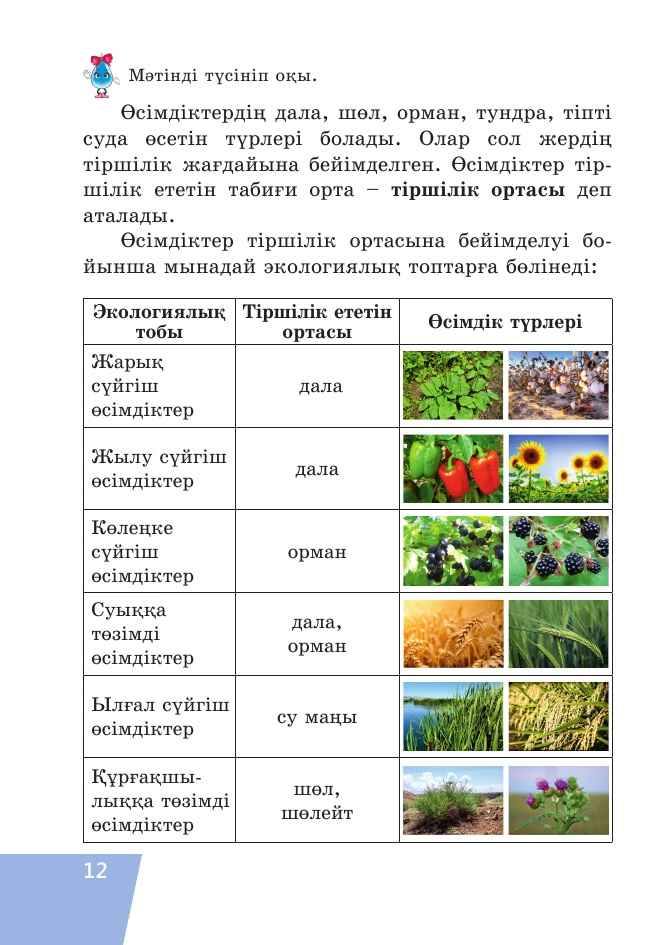 Мәтінді түсініп оқы.
Өсімдіктердің дала, шөл, орман, тундра, тіпті
суда өсетін түрлері болады. Олар сол жердің
тіршілік жағдайына бейімделген. Өсімдіктер тір-
шілік ететін табиғи орта – тіршілік ортасы деп
аталады.
Өсімдіктер тіршілік ортасына бейімделуі бо-
йынша мынадай экологиялық топтарға бөлінеді:
Экологиялық
тобы
Тіршілік ететін
ортасы
Өсімдік түрлері
Жарық
сүйгіш
өсімдіктер
дала
Жылу сүйгіш
өсімдіктер
дала
Көлеңке
сүйгіш
өсімдіктер
орман
Суыққа
төзімді
өсімдіктер
дала,
орман
Ылғал сүйгіш
өсімдіктер
су маңы
Құрғақшы-
лыққа төзімді
өсімдіктер
шөл,
шөлейт
12